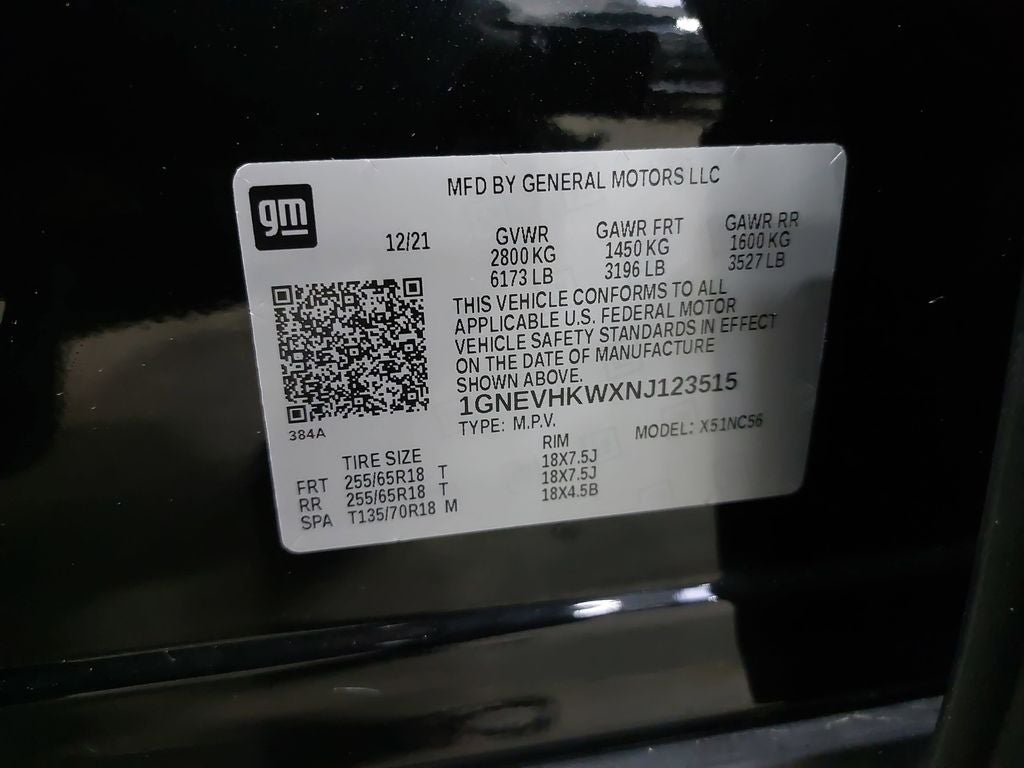 gm
MFD BY GENERAL MOTORS LLC
12/21
GVWR
2800 KG
6173 LB
GAWR FRT
1450 KG
3196 LB
GAWR RR
1600 KG
3527 LB
THIS VEHICLE CONFORMS TO ALL
APPLICABLE U.S. FEDERAL MOTOR
VEHICLE SAFETY STANDARDS IN EFFECT
ON THE DATE OF MANUFACTURE
SHOWN ABOVE.
1GNEVHKWXNJ123515
TYPE: M.P.V.
MODEL: X51NC56
384A
TIRE SIZE RIM
FRT 255/65R18 T 18X7.5J
RR 255/65R18 T 18X7.5J
SPA T135/70R18 M 18X4.5B